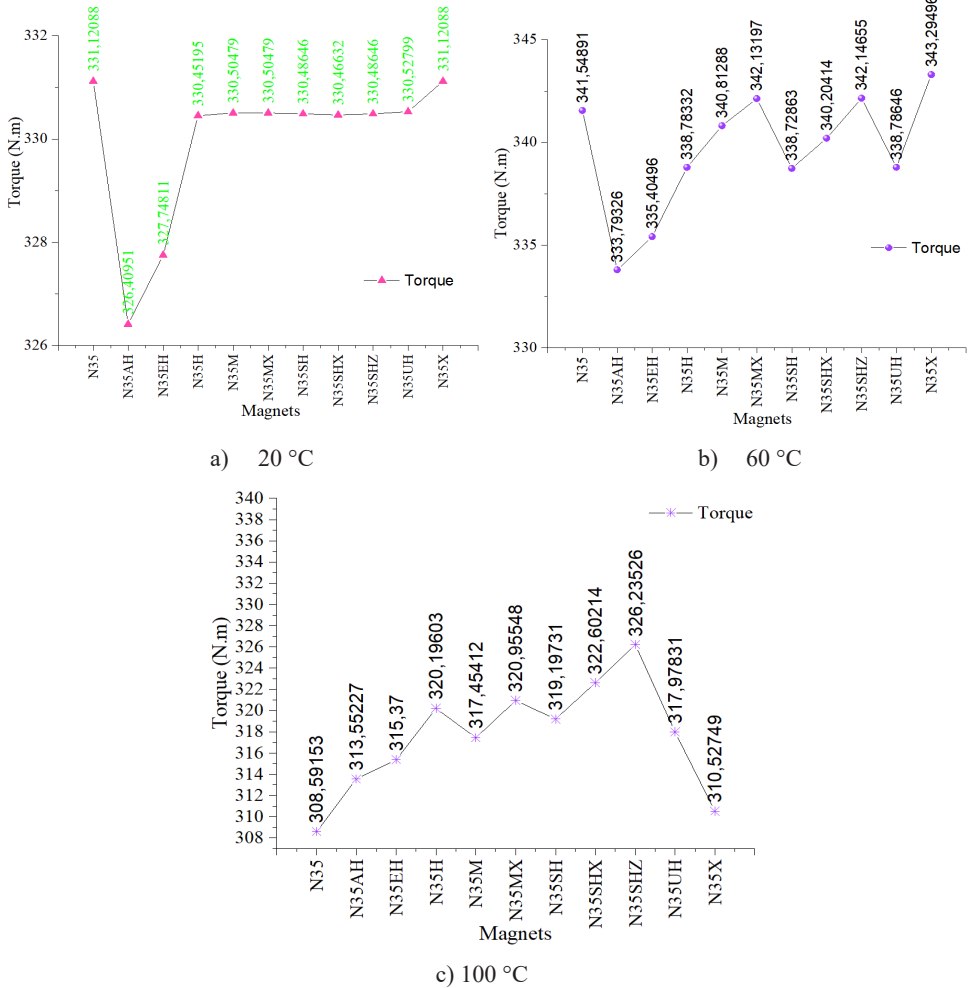 332
330
328
326
Torque (N.m)
331,12088
326,40951
327,74811
330,45195
330,50479
330,50479
330,48646
330,46632
330,48646
330,52799
331,12088
Torque
N35
N35AH
N35EH
N35H
N35M
N35MX
N35SH
N35SHX
N35SHZ
N35UH
N35X
Magnets
a) 20 °C
345
340
335
330
Torque (N.m)
341,54891
333,79326
335,40496
338,78332
340,81288
342,13197
338,72863
340,20414
342,14655
338,78646
343,29496
Torque
N35
N35AH
N35EH
N35H
N35M
N35MX
N35SH
N35SHX
N35SHZ
N35UH
N35X
Magnets
b) 60 °C
340
338
336
334
332
330
328
326
324
322
320
318
316
314
312
310
308
Torque (N.m)
308,59153
313,55227
315,37
320,19603
317,45412
320,95548
319,19731
322,60214
326,23526
317,97831
310,52749
Torque
N35
N35AH
N35EH
N35H
N35M
N35MX
N35SH
N35SHX
N35SHZ
N35UH
N35X
Magnets
c) 100 °C